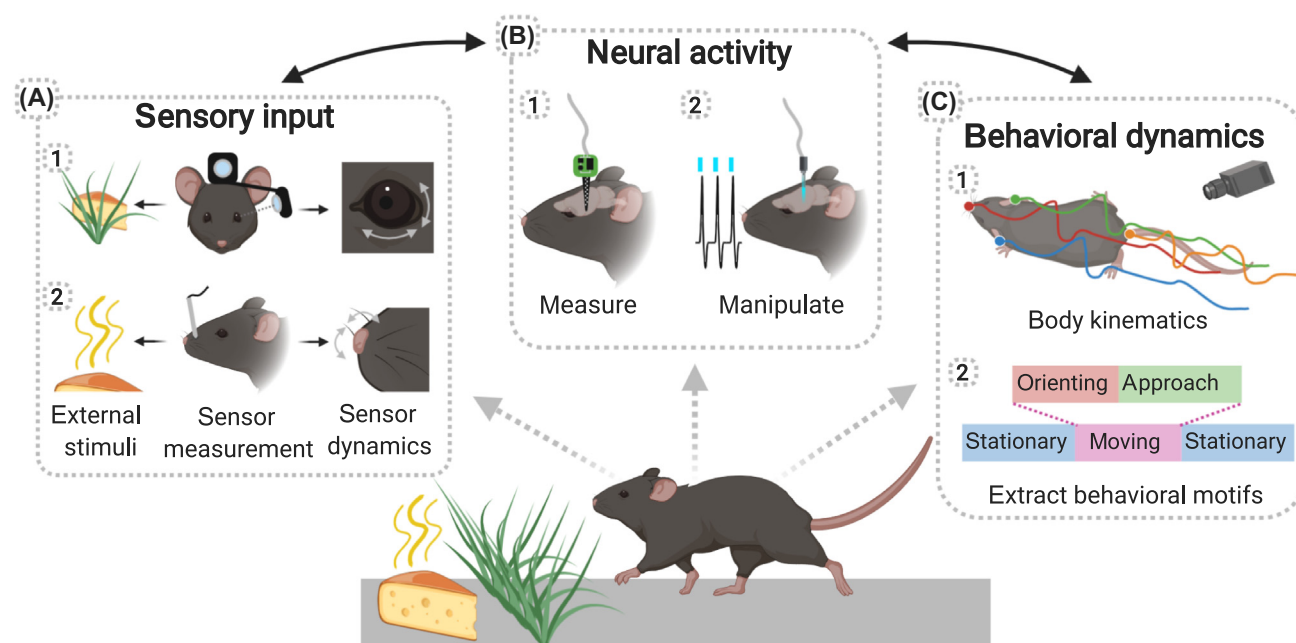 (A)
Sensory input
1
2
External
stimuli
Sensor
measurement
Sensor
dynamics
(B)
Neural activity
1
2
Measure
Manipulate
(C)
Behavioral dynamics
1
Body kinematics
2
Orienting Approach
Stationary Moving Stationary
Extract behavioral motifs